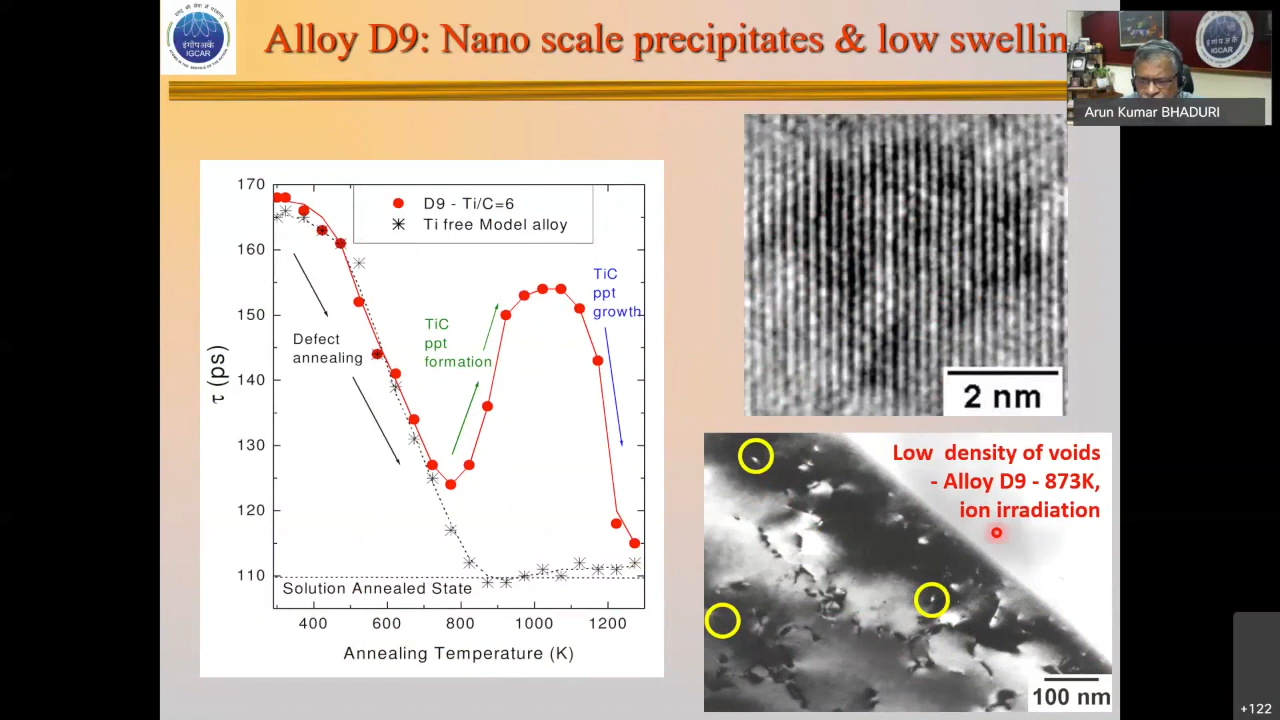 इंगांपअकें
IGCAR
Alloy D9: Nano scale precipitates & low swellin
IGCAR
Arun Kumar BHADURI
170
160
150
140
130
120
110
τ (ps)
D9 - Ti/C=6
Ti free Model alloy
TiC
ppt
growth
TiC
ppt
formation
Defect
annealing
Solution Annealed State
400 600 800 1000 1200
Annealing Temperature (K)
2 nm
Low density of voids
- Alloy D9 - 873K,
ion irradiation
100 nm
+122